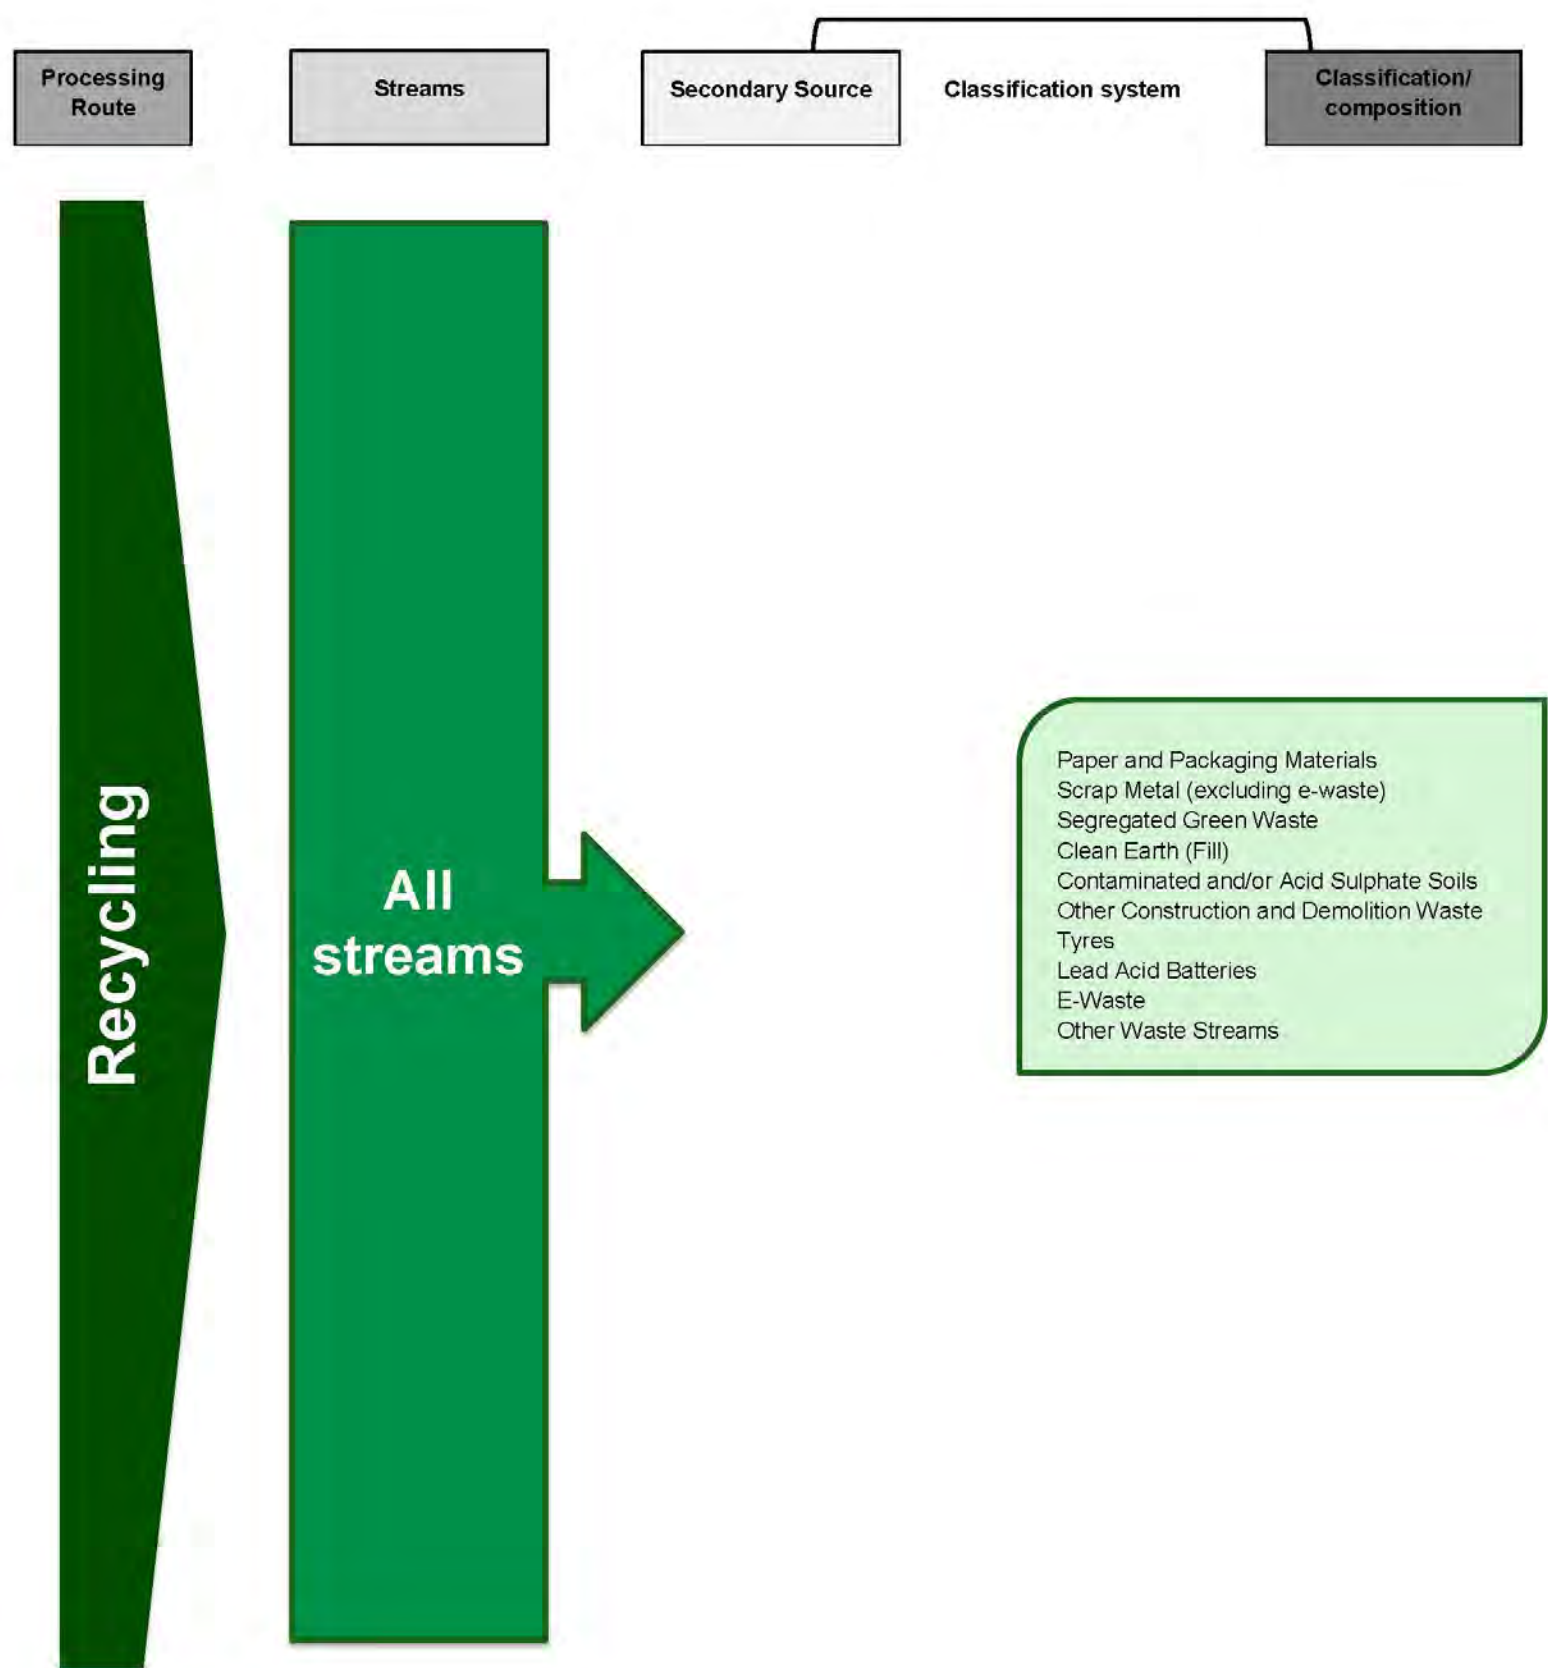 Processing
Route
Streams
Secondary Source
Classification system
Classification/
composition
Recycling
All
streams
Paper and Packaging Materials
Scrap Metal (excluding e-waste)
Segregated Green Waste
Clean Earth (Fill)
Contaminated and/or Acid Sulphate Soils
Other Construction and Demolition Waste
Tyres
Lead Acid Batteries
E-Waste
Other Waste Streams